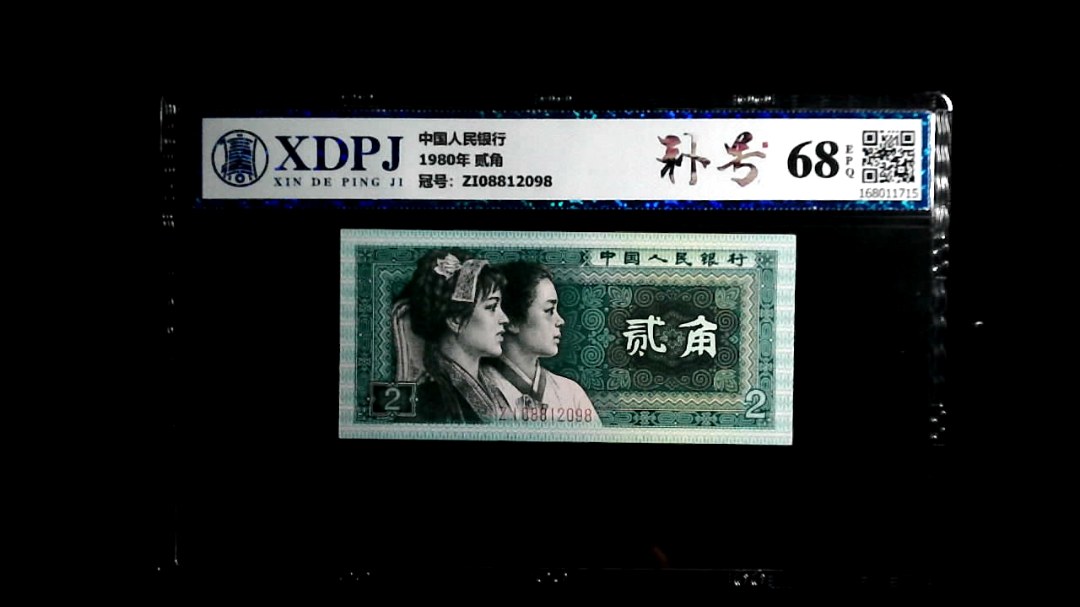 XDPJ
XIN DE PING JI
中国人民银行
1980年 贰角
冠号: ZI08812098
补号
68
EPQ
168011715
中国人民银行
贰角
2
ZI08812098
2